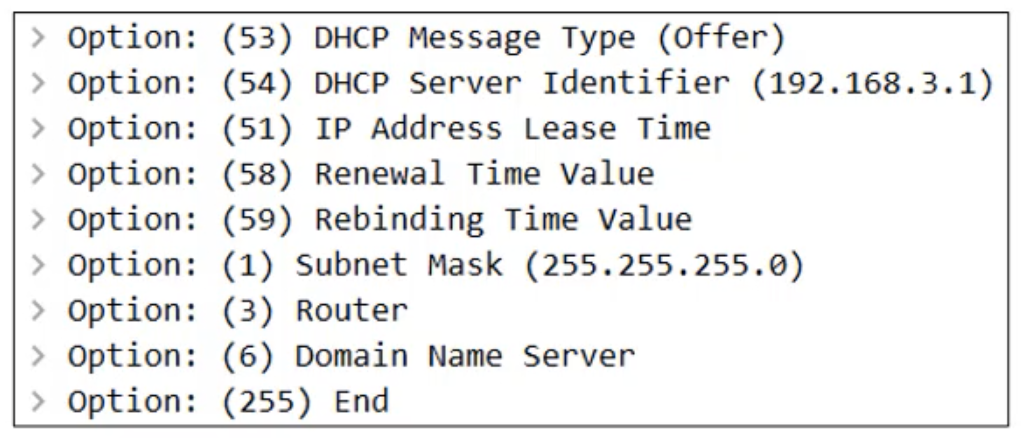 > Option: (53) DHCP Message Type (Offer)
> Option: (54) DHCP Server Identifier (192.168.3.1)
> Option: (51) IP Address Lease Time
> Option: (58) Renewal Time Value
> Option: (59) Rebinding Time Value
> Option: (1) Subnet Mask (255.255.255.0)
> Option: (3) Router
> Option: (6) Domain Name Server
> Option: (255) End